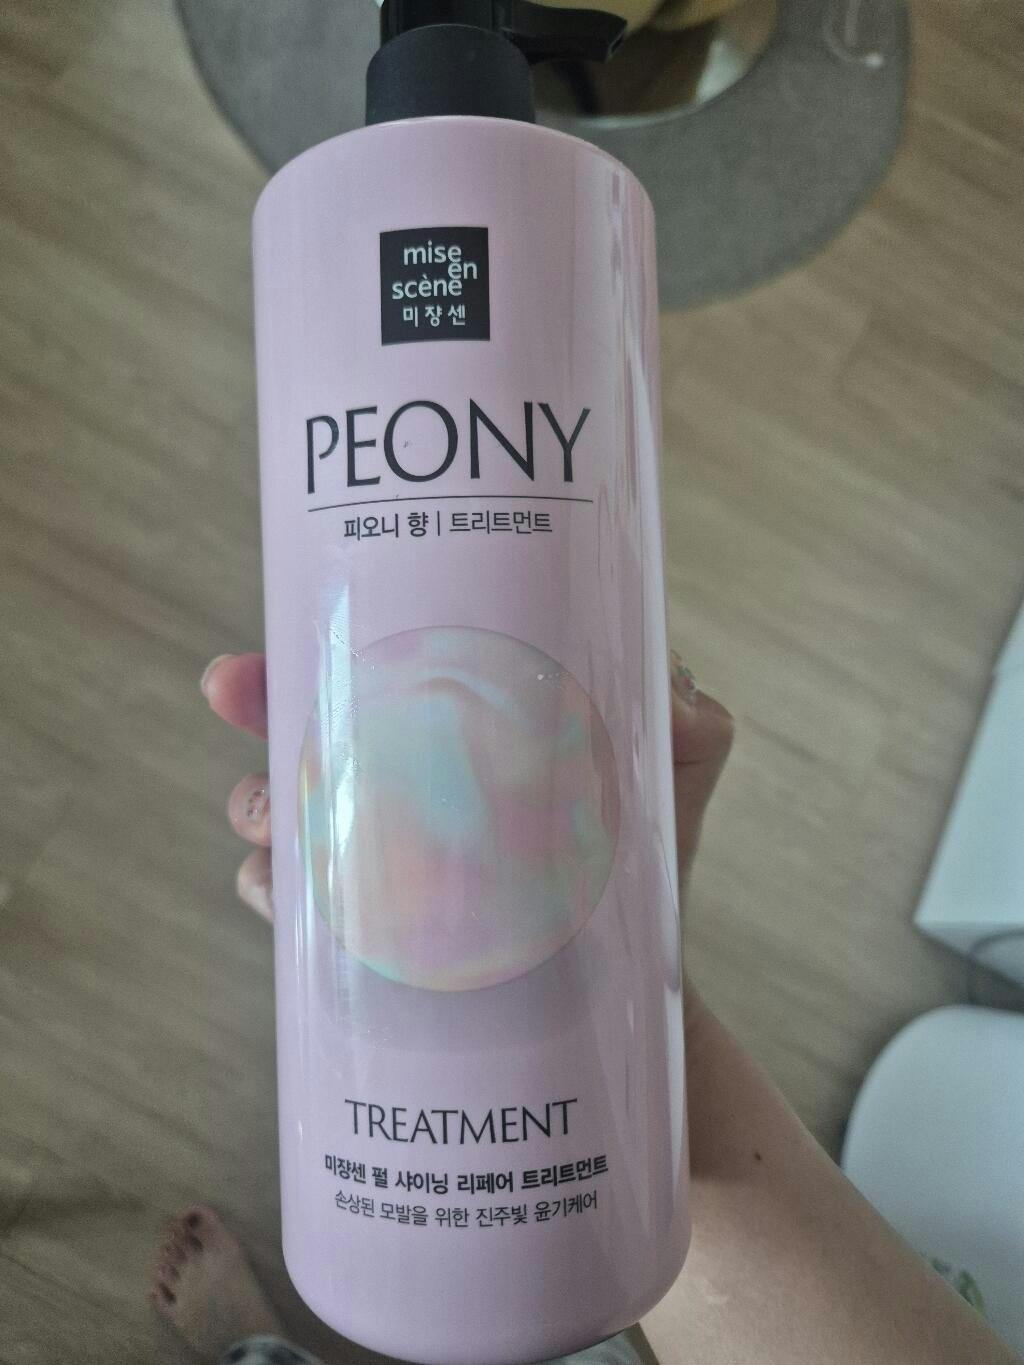 mise
en
scène
미쟝센
PEONY
피오니 향 | 트리트먼트
TREATMENT
미쟝센 펄 샤이닝 리페어 트리트먼트
손상된 모발을 위한 진주빛 윤기케어